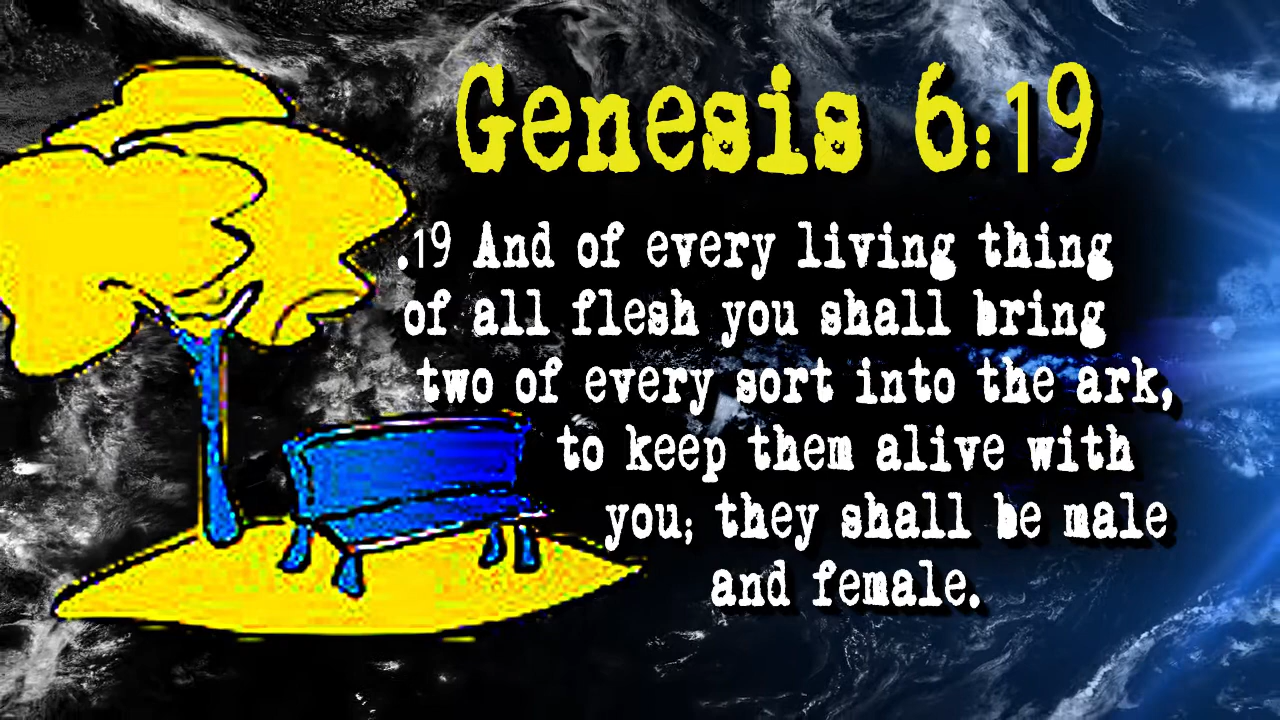 Genesis 6:19
.19 And of every living thing
of all flesh you shall bring
two of every sort into the ark,
to keep them alive with
you; they shall be male
and female.